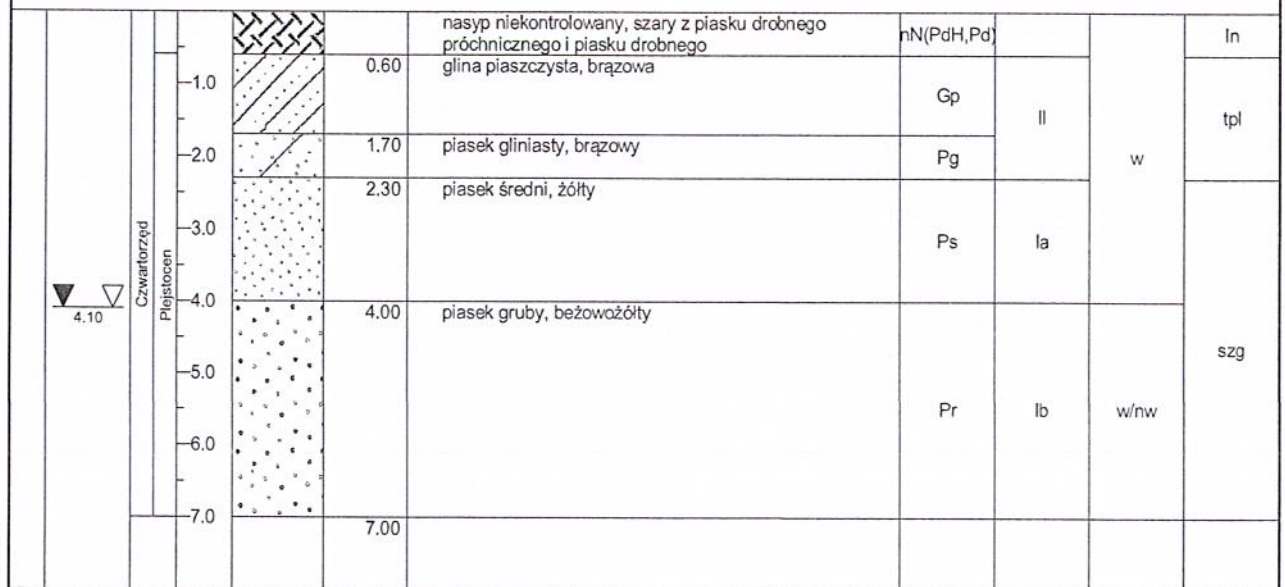 nasyp niekontrolowany, szary z piasku drobnego
próchnicznego i piasku drobnego
nN(PdH,Pd)
ln
0.60
glina piaszczysta, brązowa
1.0
Gp
II
tpl
1.70
piasek gliniasty, brązowy
2.0
Pg
w
2.30
piasek średni, żółty
3.0
Ps
Ia
Czwartorzęd
Plejstocen
4.0
4.10
4.00
piasek gruby, beżowożółty
szg
5.0
Pr
Ib
w/nw
6.0
7.0
7.00